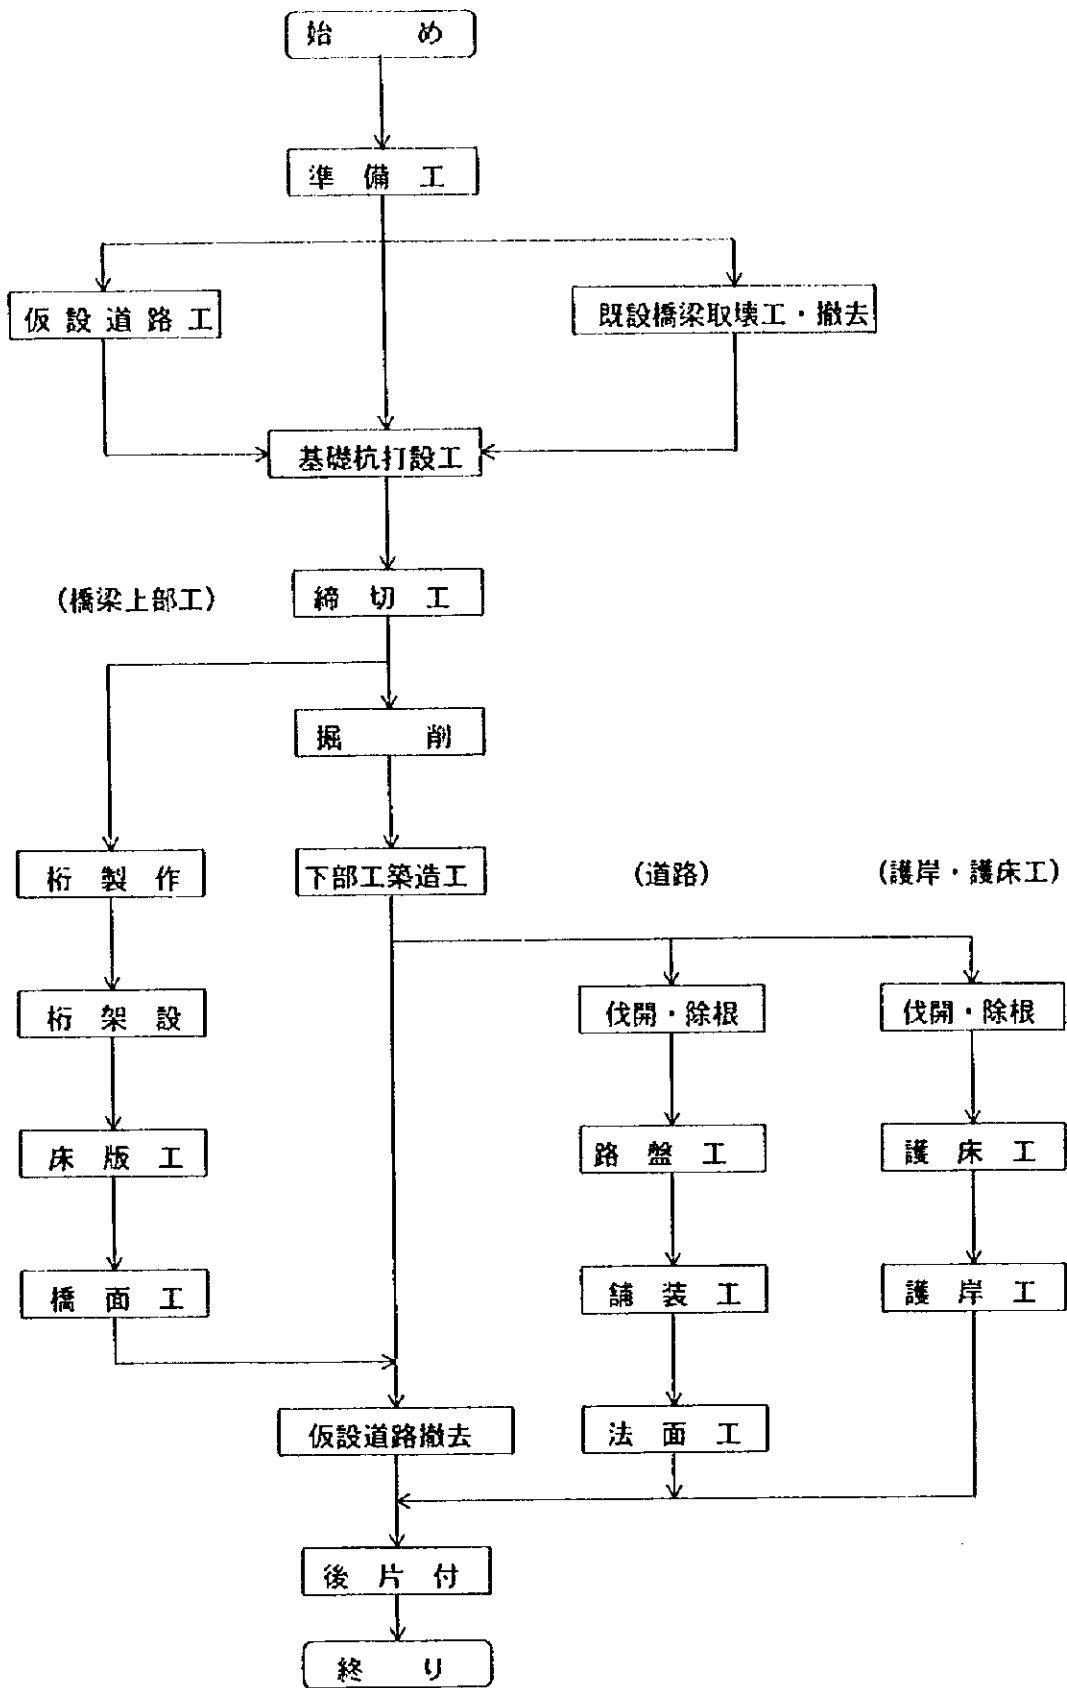 始 め
準 備 工
仮 設 道 路 工
既設橋梁取壊工・撤去
基礎杭打設工
(橋梁上部工)
締 切 工
掘 削
桁 製 作
下部工築造工
(道路)
(護岸・護床工)
桁 架 設
伐開・除根
伐開・除根
床 版 工
路 盤 工
護 床 工
橋 面 工
舗 装 工
護 岸 工
仮設道路撤去
法 面 工
後 片 付
終 り